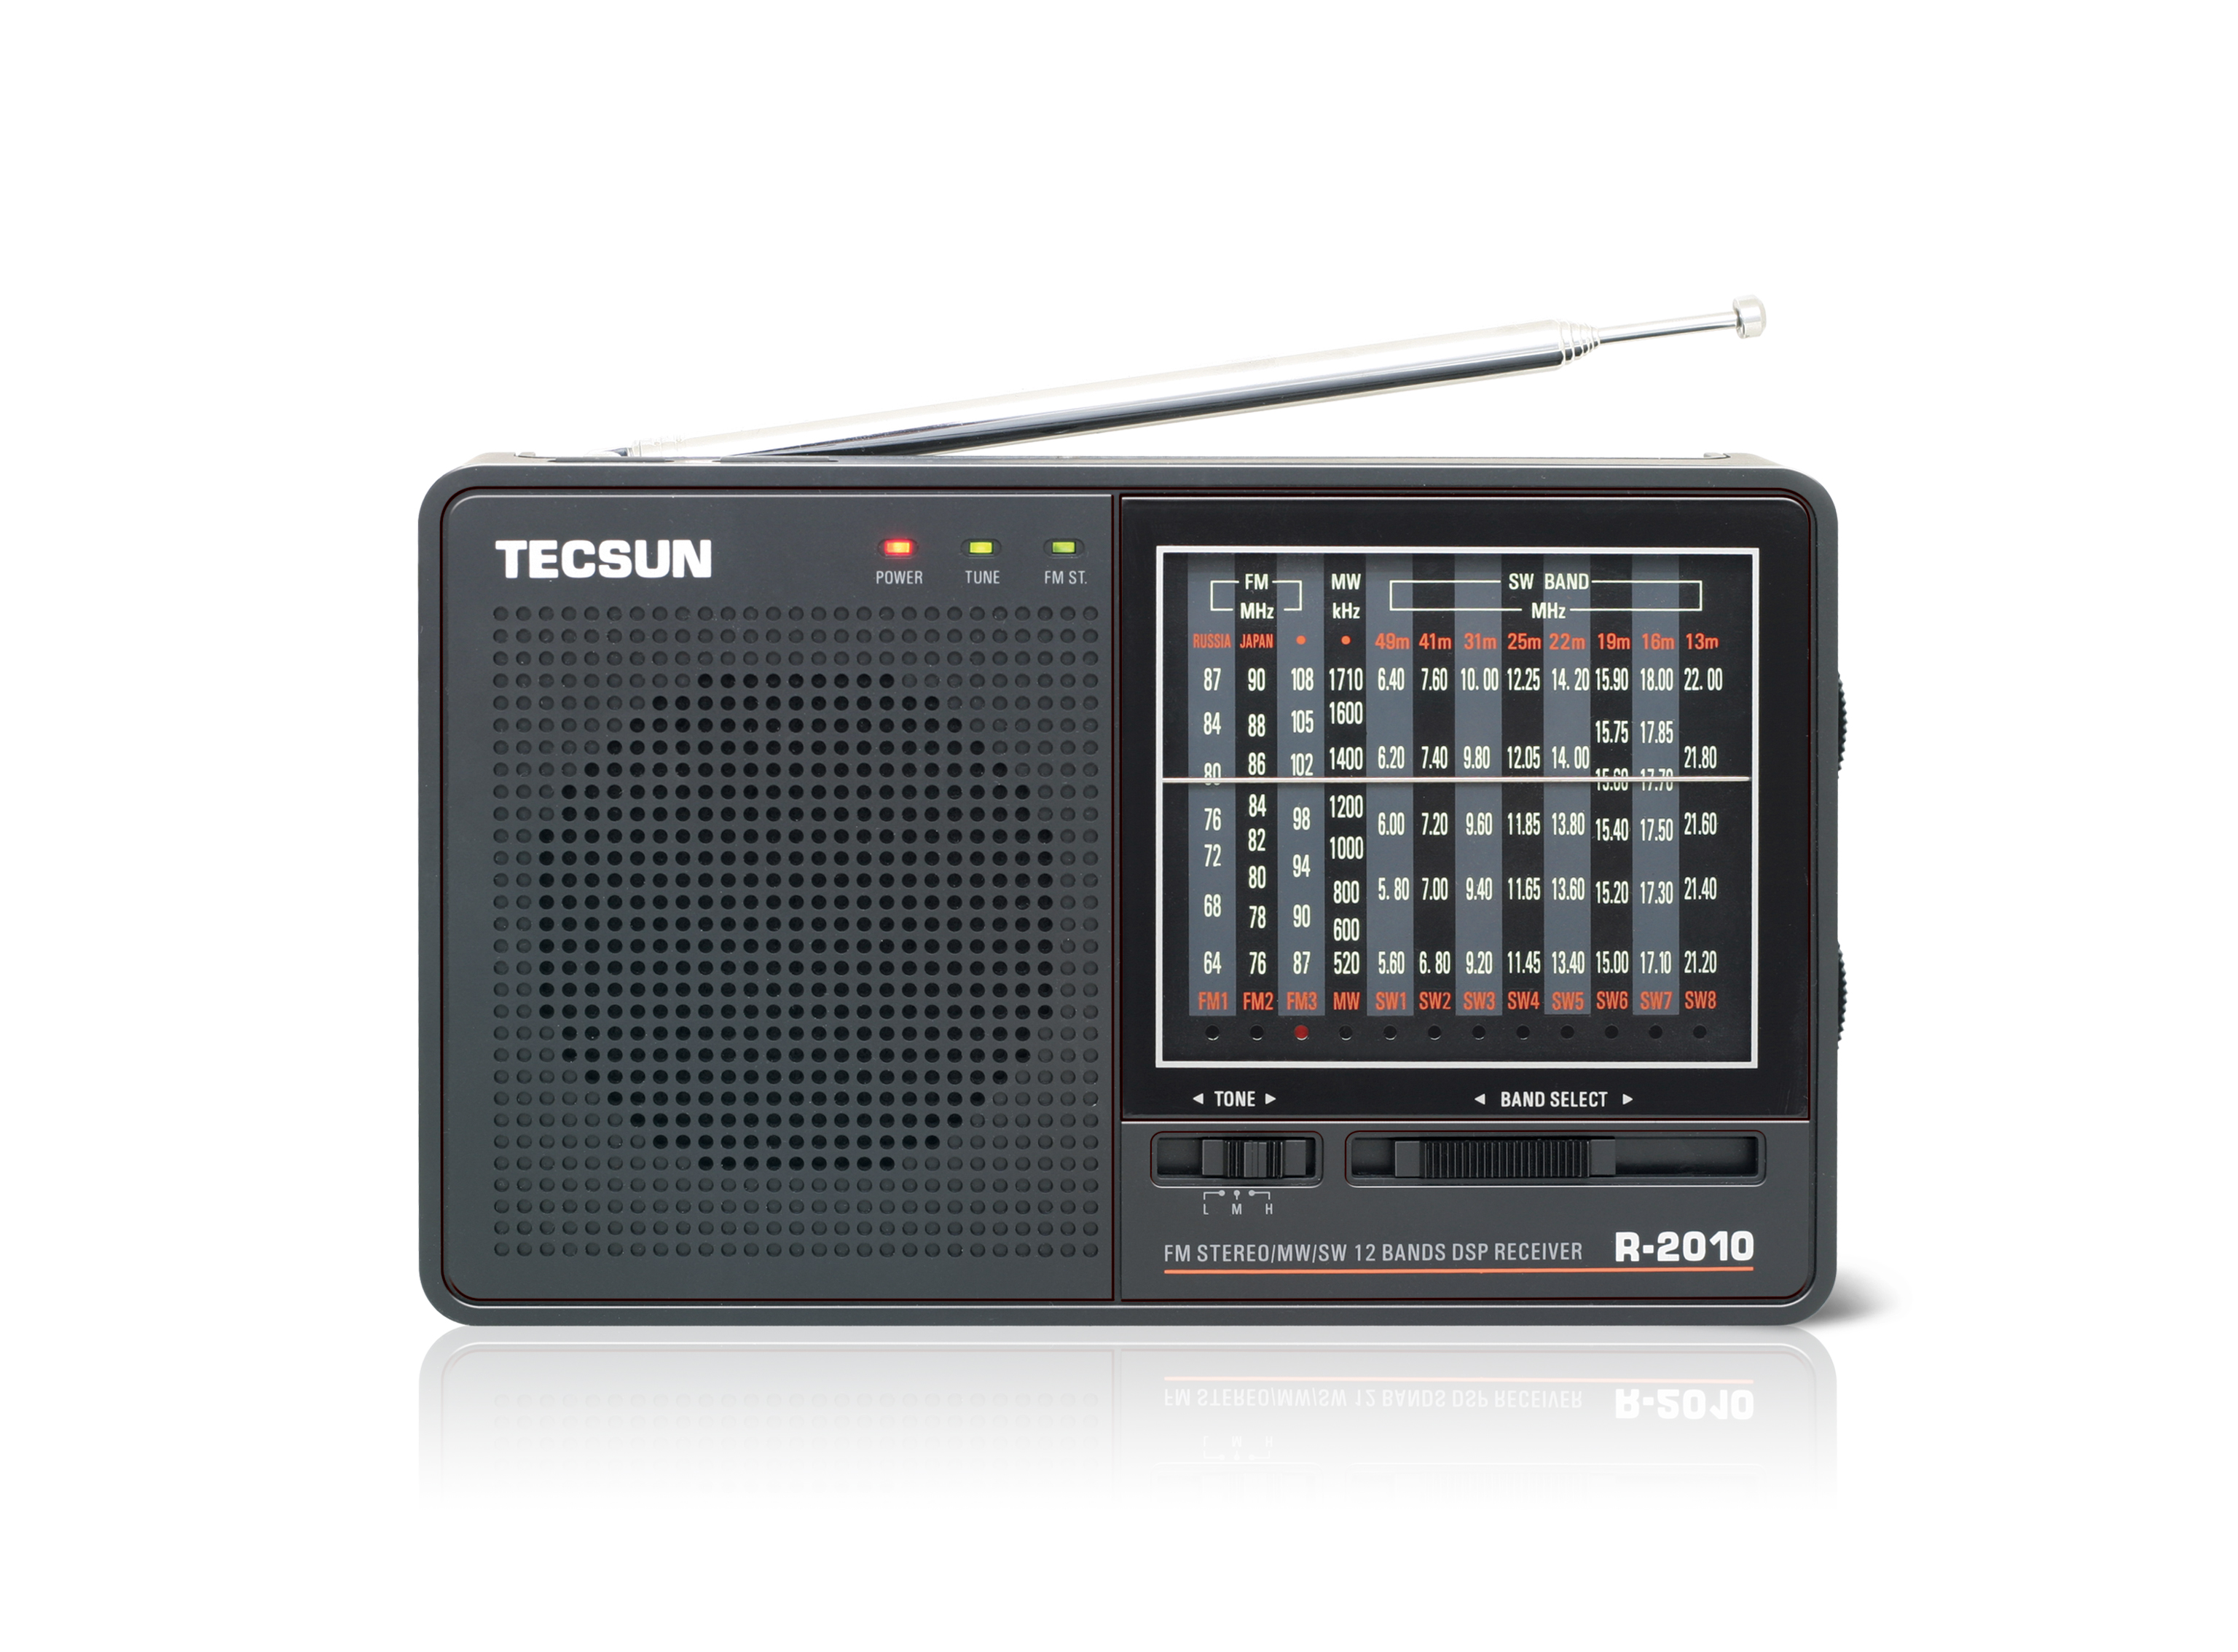 TECSUN
POWER TUNE FM ST.
FM MW SW BAND
MHz kHz MHz
RUSSIA JAPAN • • 49m 41m 31m 25m 22m 19m 16m 13m
87 90 108 1710 6.40 7.60 10.00 12.25 14.20 15.90 18.00 22.00
1600
84 88 105 15.75 17.85
86 102 1400 6.20 7.40 9.80 12.05 14.00 21.80
80 15.60 17.70
84 1200
76 98 6.00 7.20 9.60 11.85 13.80 15.40 17.50 21.60
82 1000
72 94
80 800 5.80 7.00 9.40 11.65 13.60 15.20 17.30 21.40
68 78 90 600
64 76 87 520 5.60 6.80 9.20 11.45 13.40 15.00 17.10 21.20
FM1 FM2 FM3 MW SW1 SW2 SW3 SW4 SW5 SW6 SW7 SW8
◄ TONE ► ◄ BAND SELECT ►
L M H
FM STEREO/MW/SW 12 BANDS DSP RECEIVER R-2010